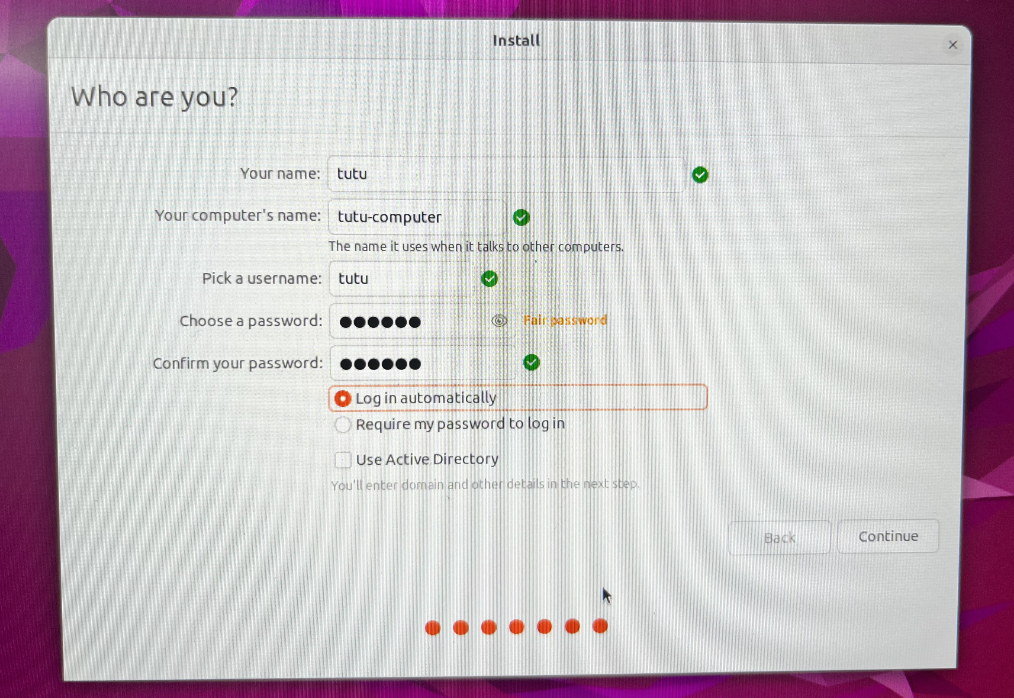 Install
Who are you?
Your name: tutu
Your computer's name: tutu-computer
The name it uses when it talks to other computers.
Pick a username: tutu
Choose a password: ●●●●●● Fair password
Confirm your password: ●●●●●●
Log in automatically
Require my password to log in
Use Active Directory
You'll enter domain and other details in the next step.
Back Continue